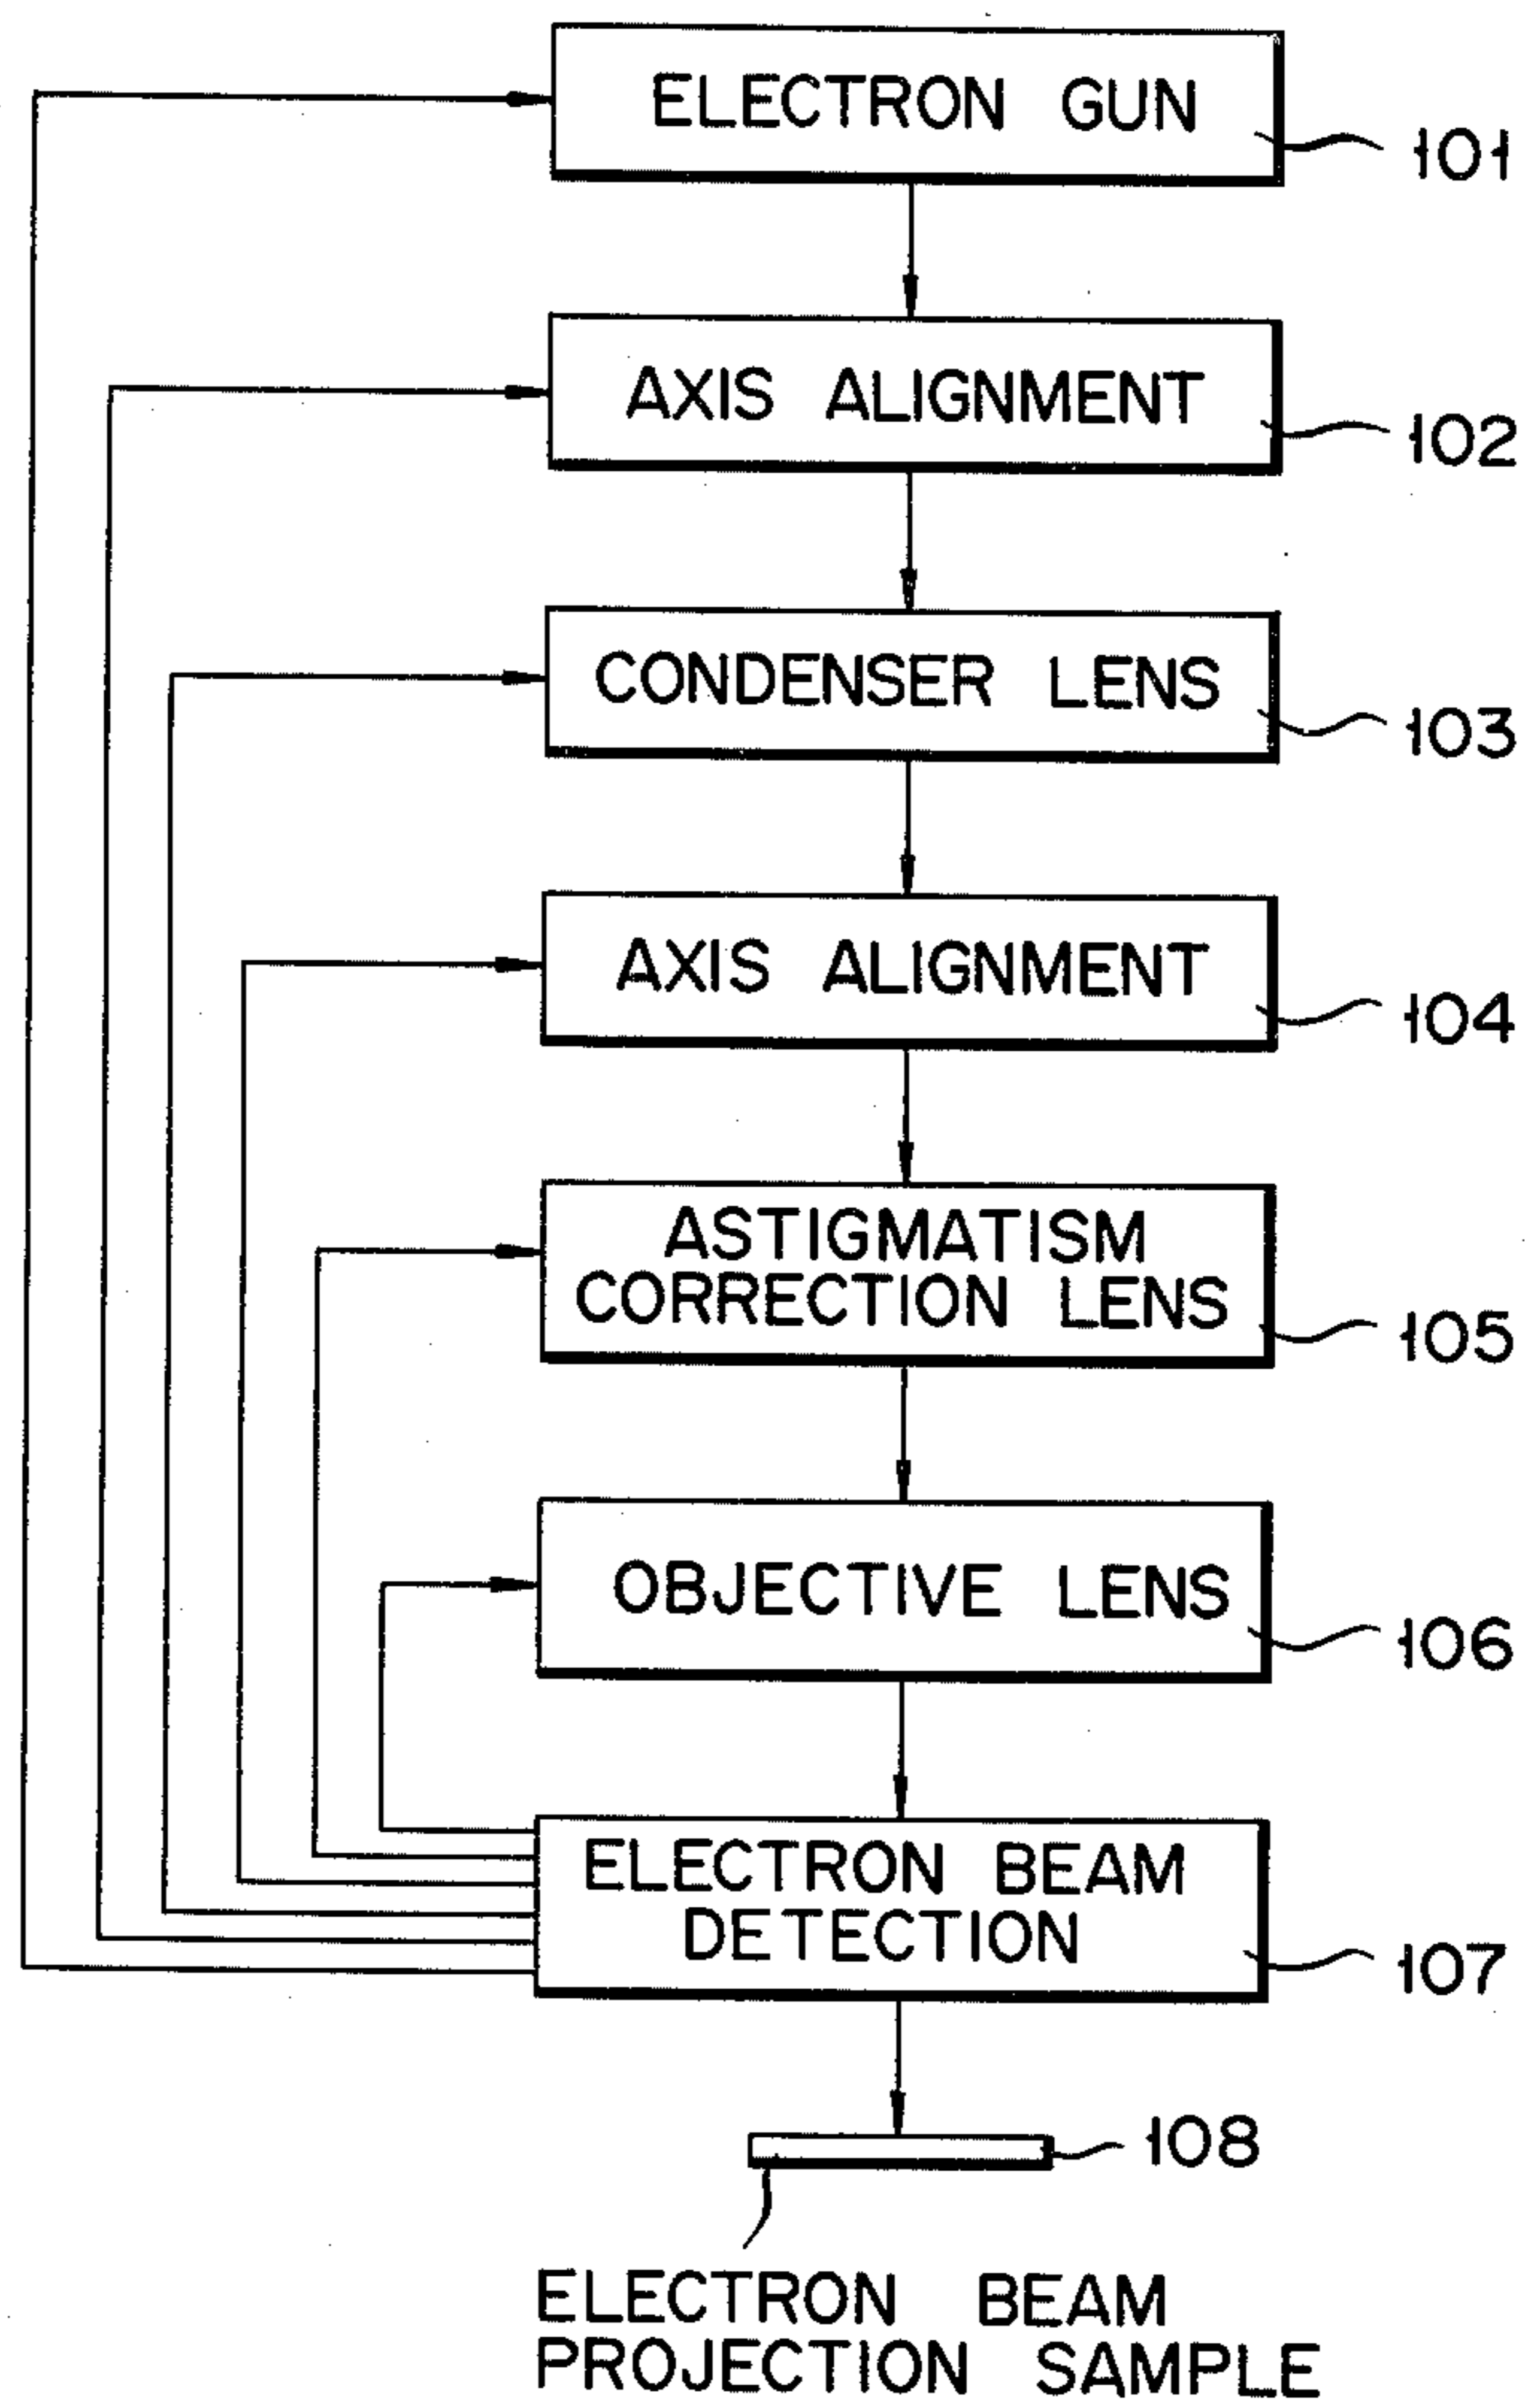 ELECTRON GUN
101
AXIS ALIGNMENT
102
CONDENSER LENS
103
AXIS ALIGNMENT
104
ASTIGMATISM
CORRECTION LENS
105
OBJECTIVE LENS
106
ELECTRON BEAM
DETECTION
107
108
ELECTRON BEAM
PROJECTION SAMPLE